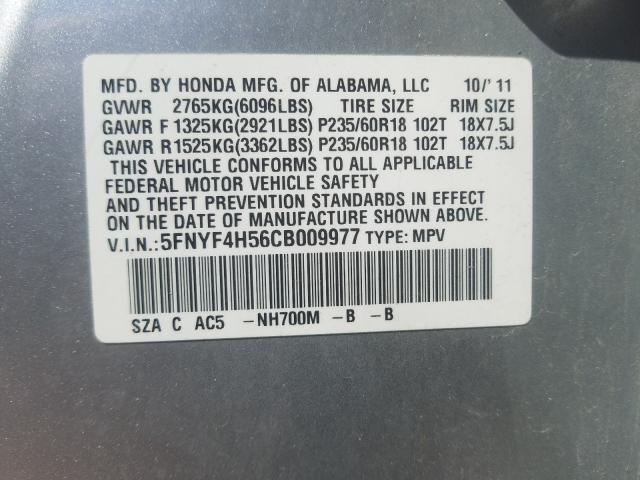 MFD. BY HONDA MFG. OF ALABAMA, LLC 10/'11
GVWR 2765KG(6096LBS) TIRE SIZE RIM SIZE
GAWR F 1325KG(2921LBS) P235/60R18 102T 18X7.5J
GAWR R 1525KG(3362LBS) P235/60R18 102T 18X7.5J
THIS VEHICLE CONFORMS TO ALL APPLICABLE
FEDERAL MOTOR VEHICLE SAFETY
AND THEFT PREVENTION STANDARDS IN EFFECT
ON THE DATE OF MANUFACTURE SHOWN ABOVE.
V.I.N.:5FNYF4H56CB009977 TYPE: MPV
SZA C AC5 -NH700M -B -B